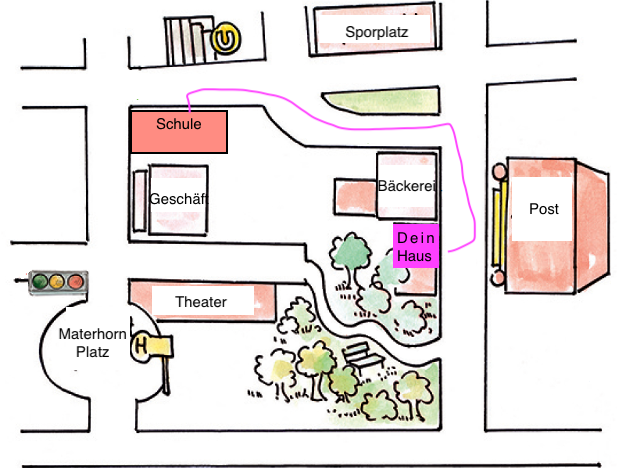 U
Sporplatz
Schule
Geschäft
Bäckerei
Post
Dein
Haus
Theater
Materhorn
Platz
H